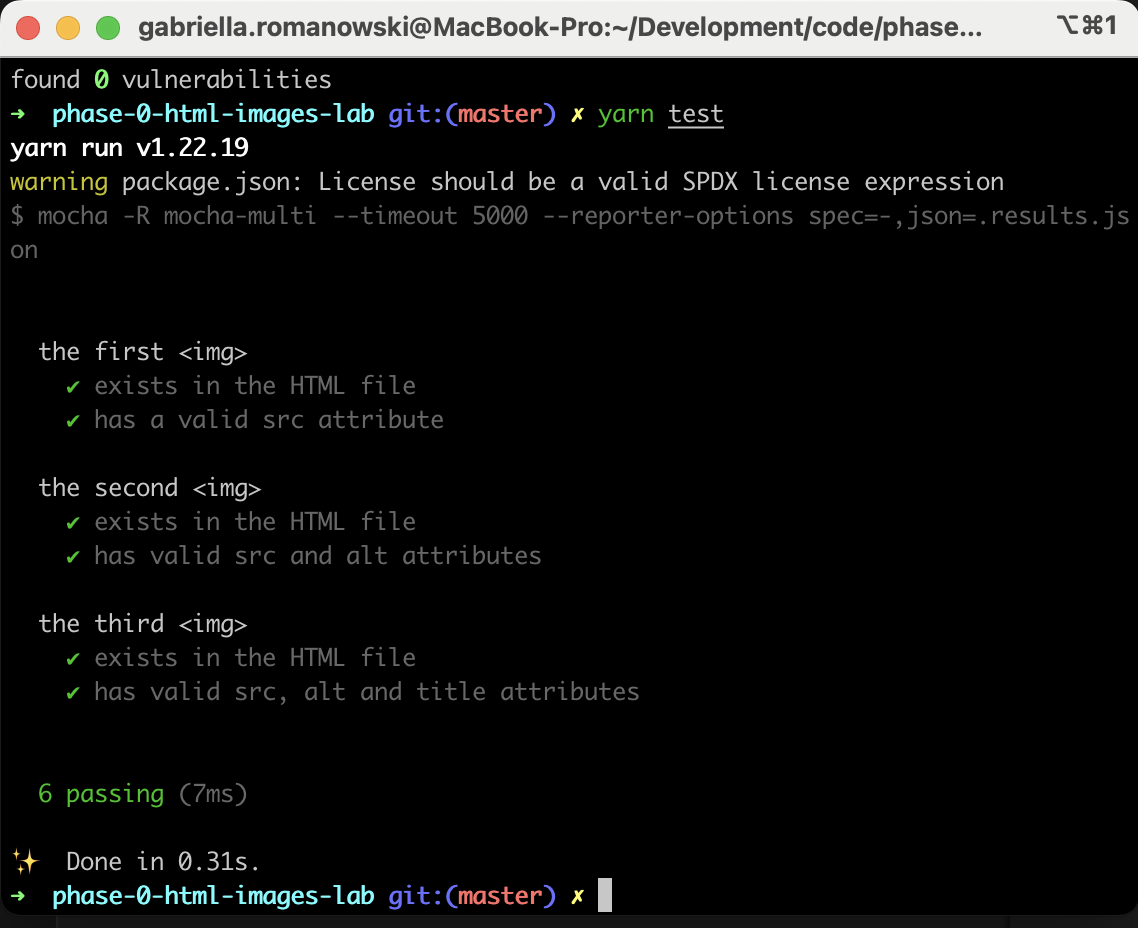 gabriella.romanowski@MacBook-Pro:~/Development/code/phase... ⌥⌘1
found 0 vulnerabilities
➜ phase-0-html-images-lab git:(master) ✗ yarn test
yarn run v1.22.19
warning package.json: License should be a valid SPDX license expression
$ mocha -R mocha-multi --timeout 5000 --reporter-options spec=-,json=.results.js
on
the first <img>
✔ exists in the HTML file
✔ has a valid src attribute
the second <img>
✔ exists in the HTML file
✔ has valid src and alt attributes
the third <img>
✔ exists in the HTML file
✔ has valid src, alt and title attributes
6 passing (7ms)
✨ Done in 0.31s.
➜ phase-0-html-images-lab git:(master) ✗